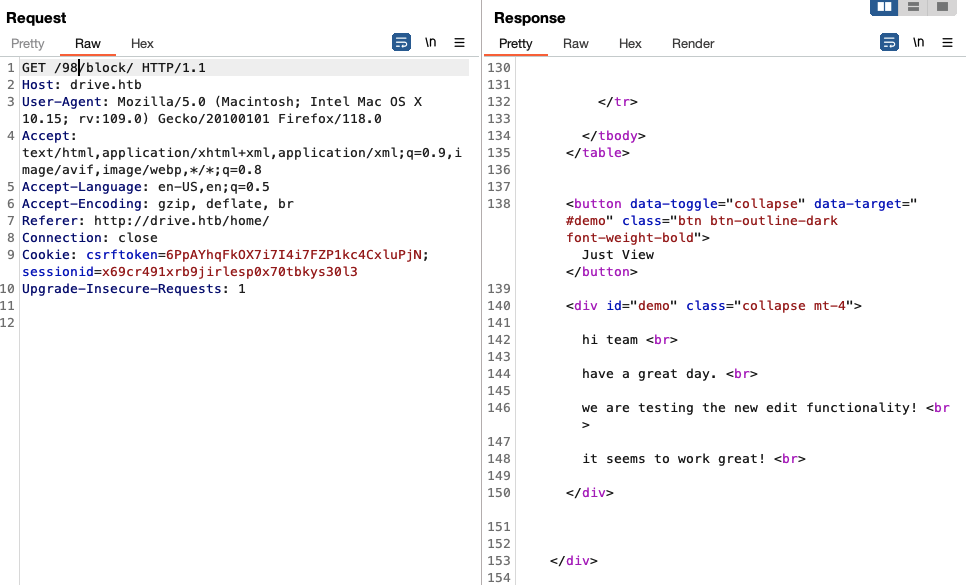 Request
Pretty Raw Hex
\n
1 GET /98/block/ HTTP/1.1
2 Host: drive.htb
3 User-Agent: Mozilla/5.0 (Macintosh; Intel Mac OS X
10.15; rv:109.0) Gecko/20100101 Firefox/118.0
4 Accept:
text/html,application/xhtml+xml,application/xml;q=0.9,i
mage/avif,image/webp,*/*;q=0.8
5 Accept-Language: en-US,en;q=0.5
6 Accept-Encoding: gzip, deflate, br
7 Referer: http://drive.htb/home/
8 Connection: close
9 Cookie: csrftoken=6PpAYhqFkOX7i7I4i7FZP1kc4CxluPjN;
sessionid=x69cr491xrb9jirlesp0x70tbkys30l3
10 Upgrade-Insecure-Requests: 1
11
12
Response
Pretty Raw Hex Render
\n
130
131
132 </tr>
133
134 </tbody>
135 </table>
136
137
138 <button data-toggle="collapse" data-target="
#demo" class="btn btn-outline-dark
font-weight-bold">
Just View
</button>
139
140 <div id="demo" class="collapse mt-4">
141
142 hi team <br>
143
144 have a great day. <br>
145
146 we are testing the new edit functionality! <br
>
147
148 it seems to work great! <br>
149
150 </div>
151
152
153 </div>
154